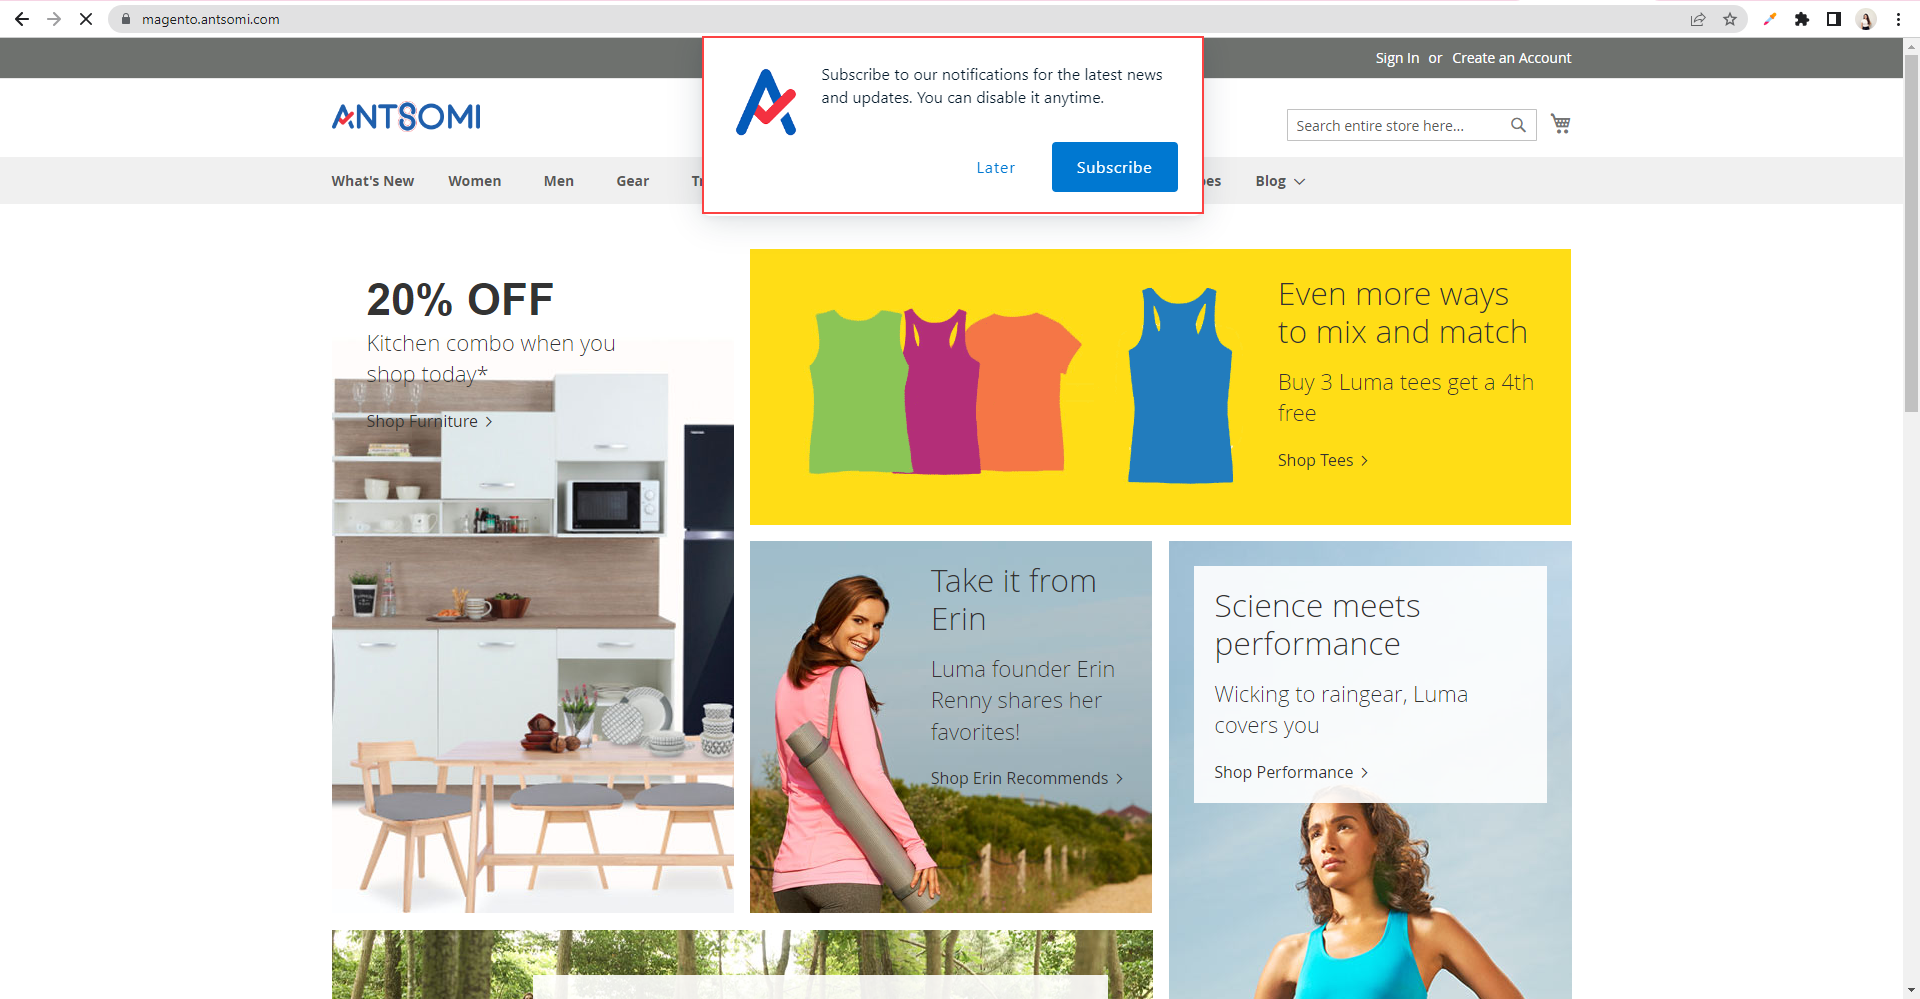 magento.antsomi.com
Sign In or Create an Account
Subscribe to our notifications for the latest news
and updates. You can disable it anytime.
Later
Subscribe
ANTSOMI
Search entire store here...
What's New
Women
Men
Gear
Blog
20% OFF
Kitchen combo when you
shop today*
Shop Furniture
Even more ways
to mix and match
Buy 3 Luma tees get a 4th
free
Shop Tees
Take it from
Erin
Luma founder Erin
Renny shares her
favorites!
Shop Erin Recommends
Science meets
performance
Wicking to raingear, Luma
covers you
Shop Performance